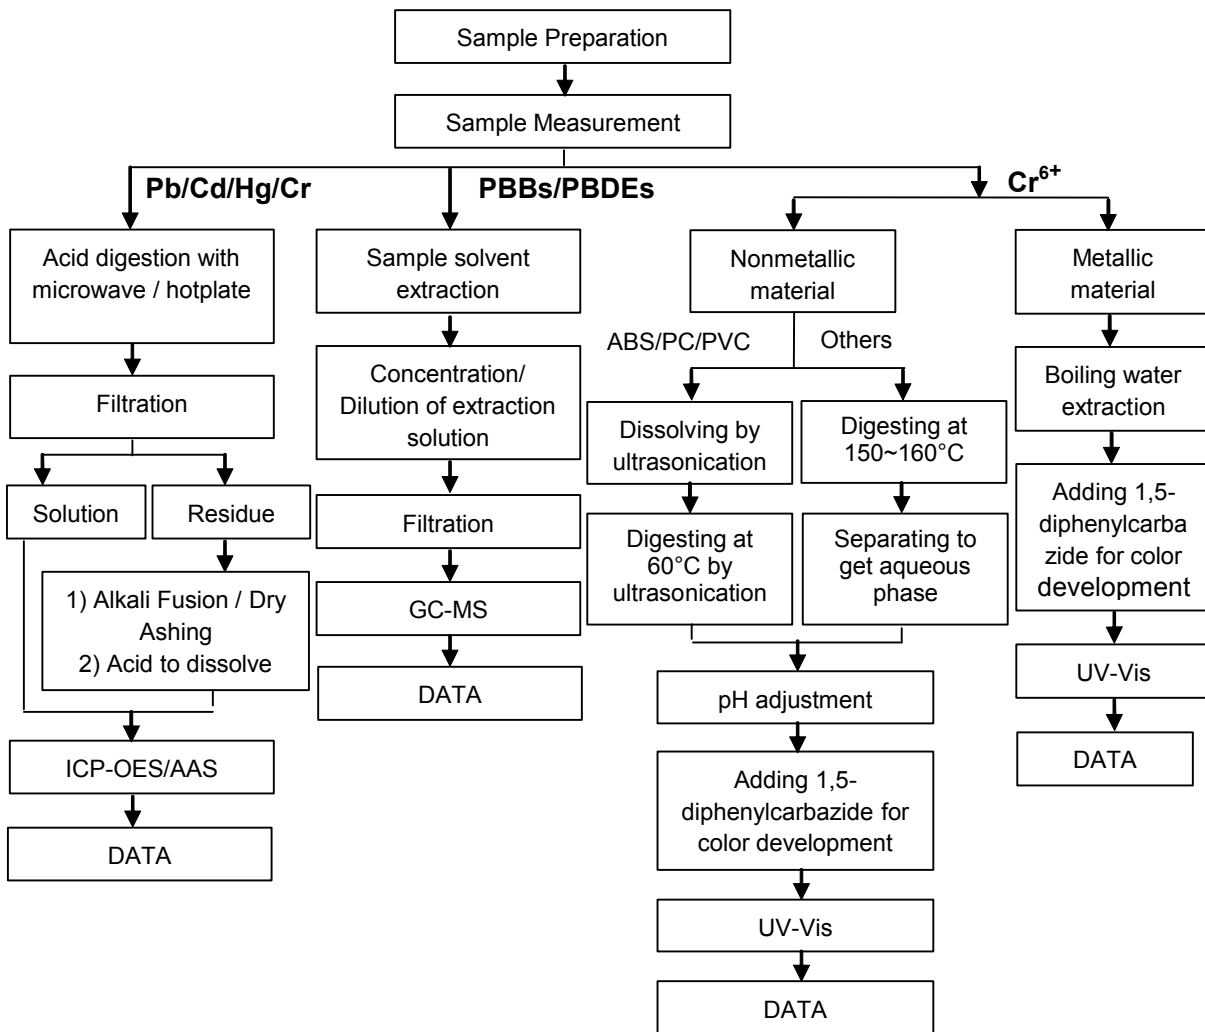 Sample Preparation
Sample Measurement
Pb/Cd/Hg/Cr
PBBs/PBDEs
Cr⁶⁺
Acid digestion with
microwave / hotplate
Filtration
Solution
Residue
1) Alkali Fusion / Dry
Ashing
2) Acid to dissolve
ICP-OES/AAS
DATA
Sample solvent
extraction
Concentration/
Dilution of extraction
solution
Filtration
GC-MS
DATA
Nonmetallic
material
ABS/PC/PVC
Others
Dissolving by
ultrasonication
Digesting at
60°C by
ultrasonication
Digesting at
150~160°C
Separating to
get aqueous
phase
pH adjustment
Adding 1,5-
diphenylcarbazide for
color development
UV-Vis
DATA
Metallic
material
Boiling water
extraction
Adding 1,5-
diphenylcarba
zide for color
development
UV-Vis
DATA